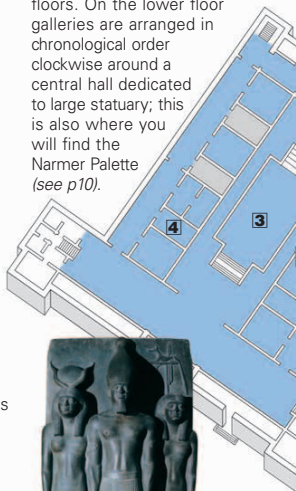 floors. On the lower floor
galleries are arranged in
chronological order
clockwise around a
central hall dedicated
to large statuary; this
is also where you
will find the
Narmer Palette
(see p10).
3
4
s